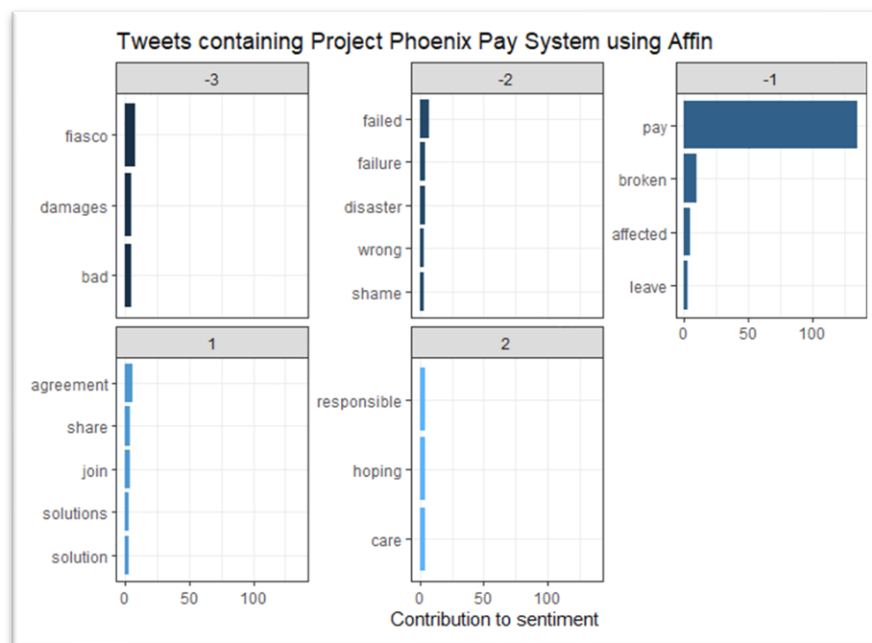 Tweets containing Project Phoenix Pay System using Affin
-3
fiasco
damages
bad
-2
failed
failure
disaster
wrong
shame
-1
pay
broken
affected
leave
0 50 100
1
agreement
share
join
solutions
solution
0 50 100
2
responsible
hoping
care
0 50 100
Contribution to sentiment